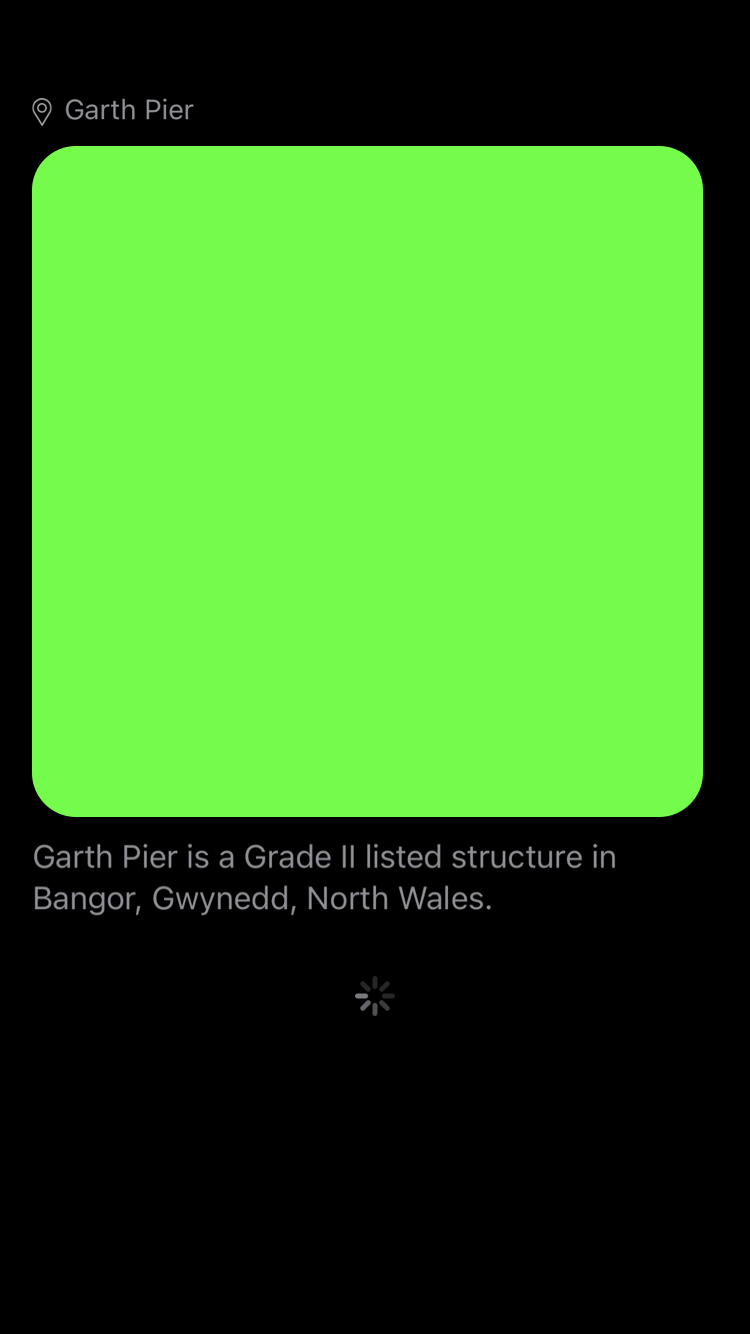 Garth Pier
Garth Pier is a Grade II listed structure in
Bangor, Gwynedd, North Wales.